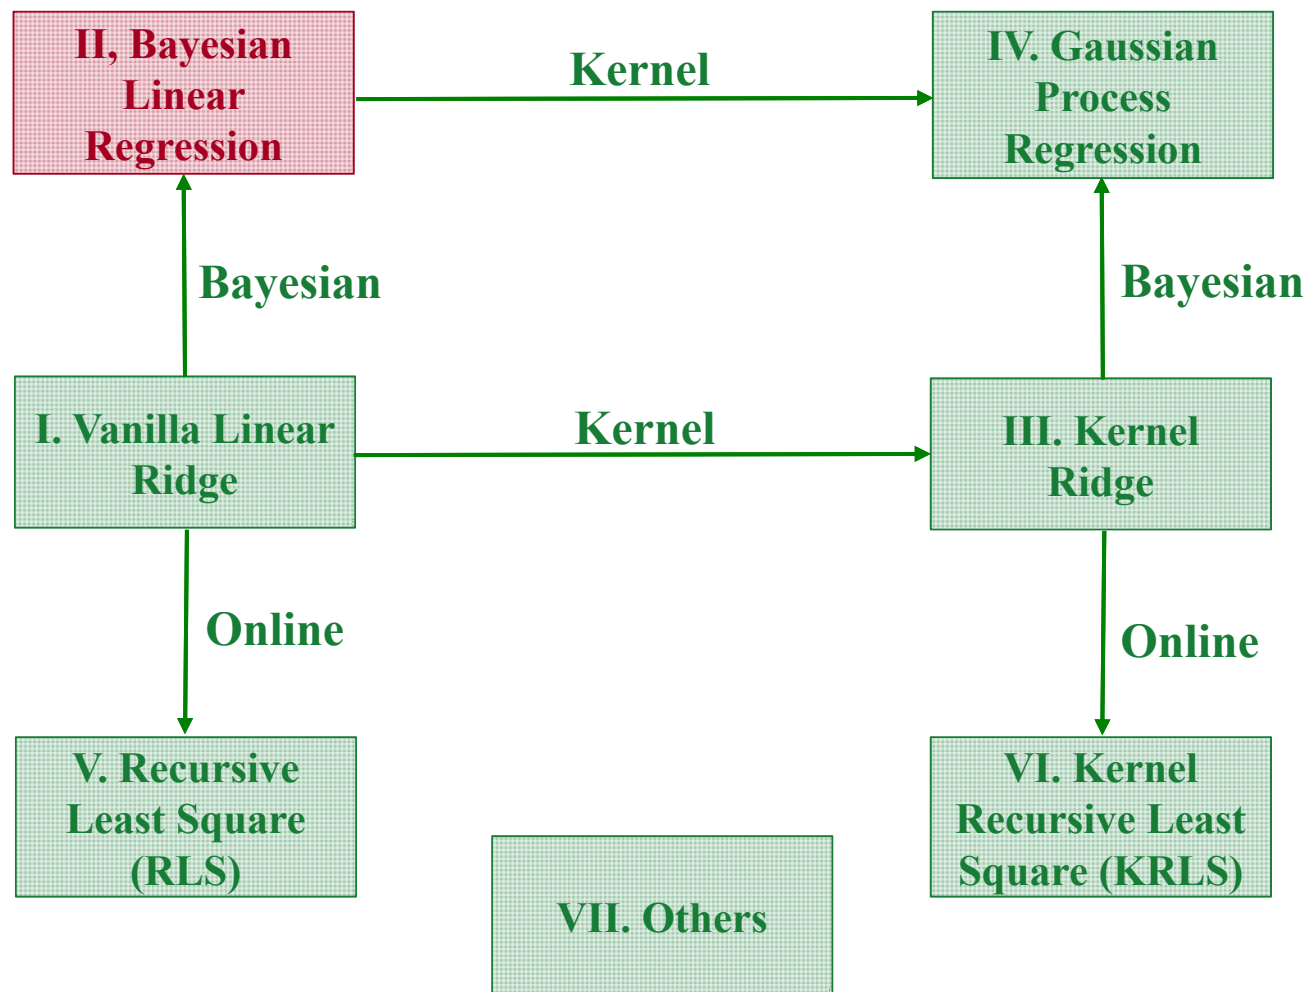 II, Bayesian
Linear
Regression
Kernel
IV. Gaussian
Process
Regression
Bayesian
Bayesian
I. Vanilla Linear
Ridge
Kernel
III. Kernel
Ridge
Online
Online
V. Recursive
Least Square
(RLS)
VI. Kernel
Recursive Least
Square (KRLS)
VII. Others